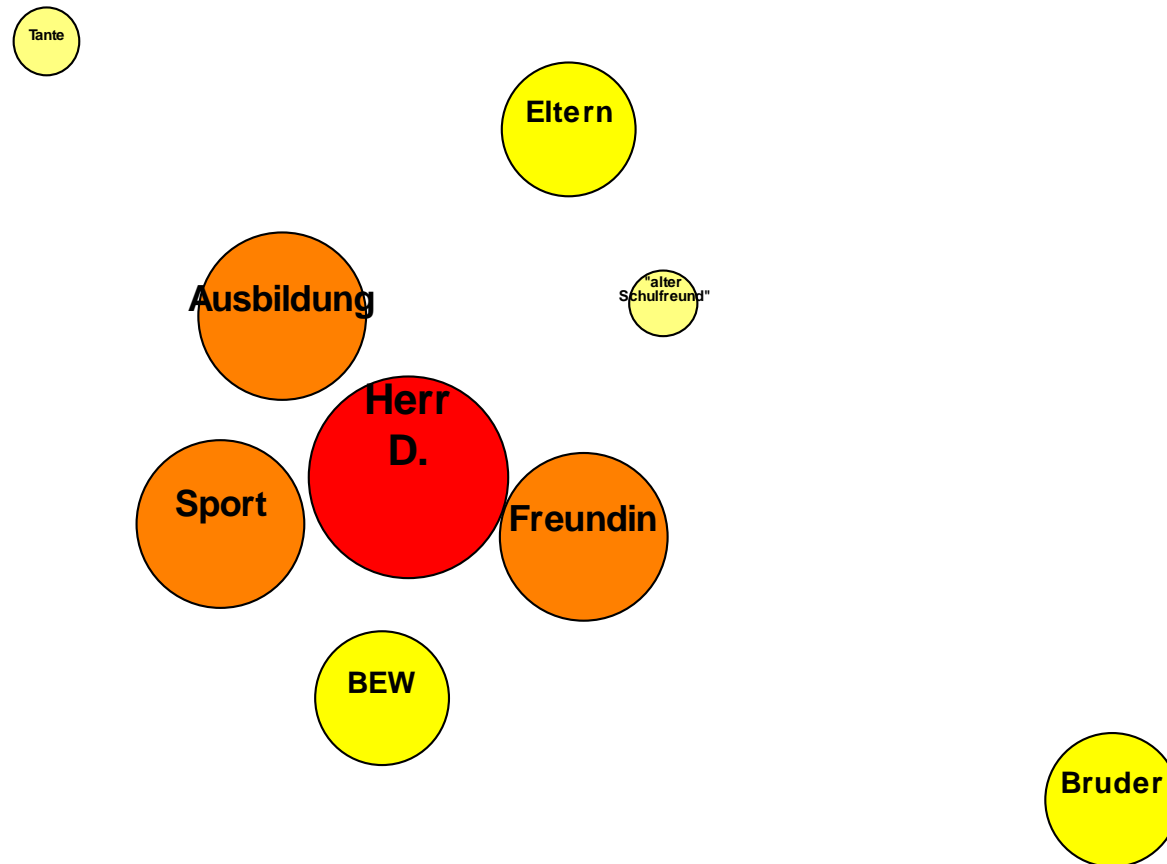 Tante
Eltern
"alter
Schulfreund"
Ausbildung
Herr
D.
Sport
Freundin
BEW
Bruder